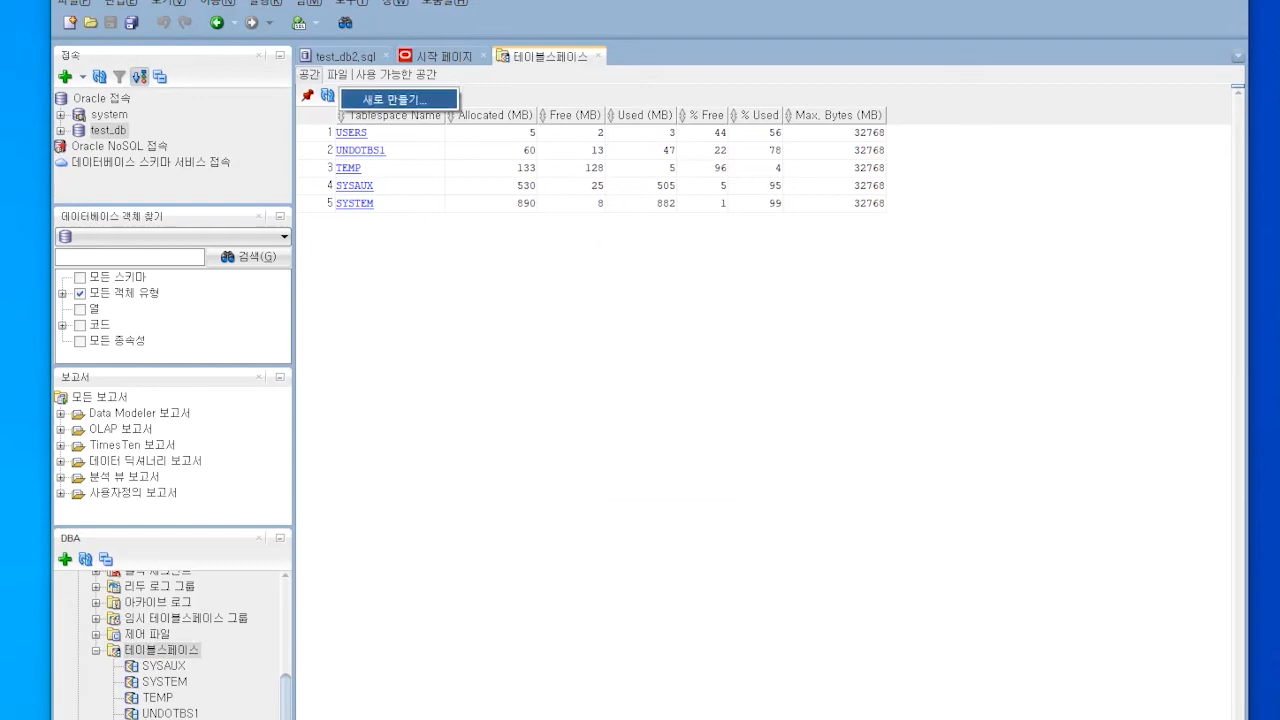 test_db2,sql
시작 페이지
테이블스페이스
접속
공간 파일 | 사용 가능한 공간
Oracle 접속
system
test_db
Oracle NoSQL 접속
데이터베이스 스키마 서비스 접속
새로 만들기...
Tablespace Name Allocated (MB) Free (MB) Used (MB) % Free % Used Max. Bytes (MB)
1 USERS 5 2 3 44 56 32768
2 UNDOTBS1 60 13 47 22 78 32768
3 TEMP 133 128 5 96 4 32768
4 SYSAUX 530 25 505 5 95 32768
5 SYSTEM 890 8 882 1 99 32768
데이터베이스 객체 찾기
검색(G)
모든 스키마
모든 객체 유형
열
코드
모든 종속성
보고서
모든 보고서
Data Modeler 보고서
OLAP 보고서
TimesTen 보고서
데이터 딕셔너리 보고서
분석 뷰 보고서
사용자정의 보고서
DBA
리두 로그 그룹
아카이브 로그
임시 테이블스페이스 그룹
제어 파일
테이블스페이스
SYSAUX
SYSTEM
TEMP
UNDOTBS1